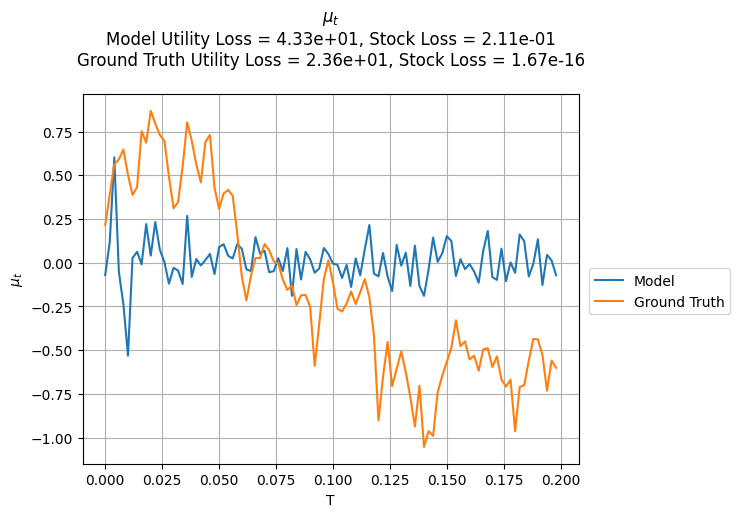 μₜ
Model Utility Loss = 4.33e+01, Stock Loss = 2.11e-01
Ground Truth Utility Loss = 2.36e+01, Stock Loss = 1.67e-16
0.75
0.50
0.25
0.00
−0.25
−0.50
−0.75
−1.00
μₜ
0.000 0.025 0.050 0.075 0.100 0.125 0.150 0.175 0.200
T
Model
Ground Truth